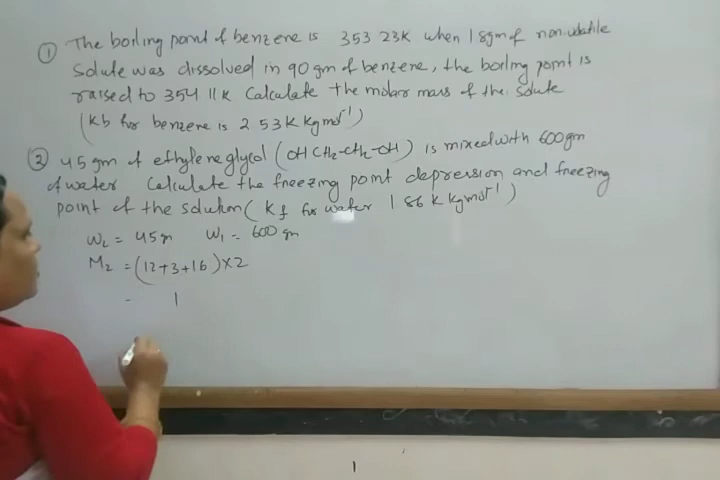 ① The boiling point of benzene is 353 23K when 1 8gm of non-volatile
solute was dissolved in 90 gm of benzene, the boiling point is
raised to 354 11K Calculate the molar mass of the solute
(Kb for benzene is 2 53K Kg mol⁻¹)
② 45 gm of ethylene glycol (OH CH₂-CH₂-OH) is mixed with 600gm
of water Calculate the freezing point depression and freezing
point of the solution (Kf for water 1 86 K Kgmol⁻¹)
W₂ = 45gm W₁ = 600 gm
M₂ = (12+3+16)×2
- 1
1